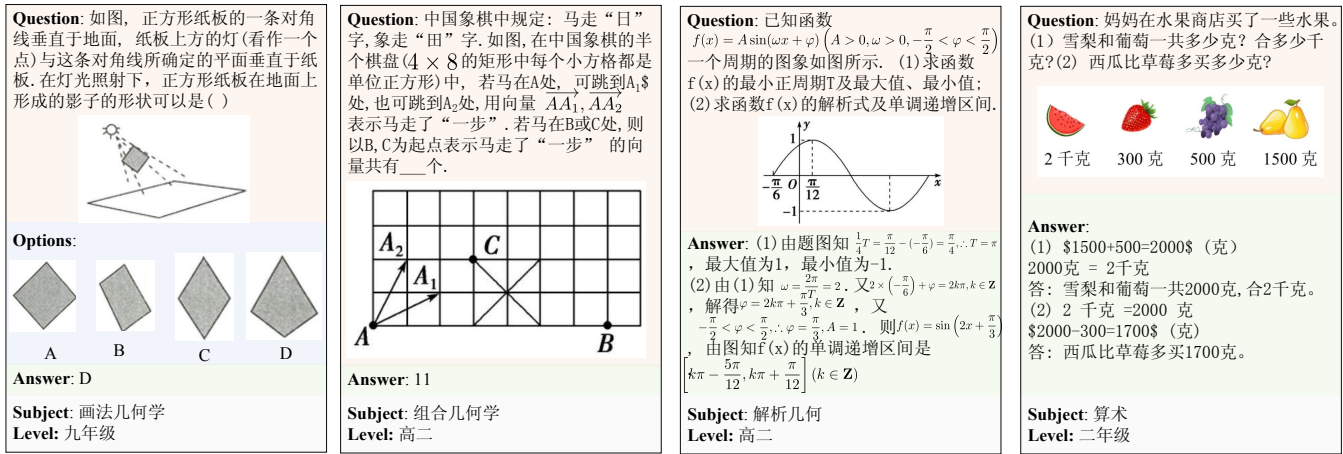 Question: 如图, 正方形纸板的一条对角
线垂直于地面, 纸板上方的灯(看作一个
点)与这条对角线所确定的平面垂直于纸
板.在灯光照射下, 正方形纸板在地面上
形成的影子的形状可以是( )
Options:
A
B
C
D
Answer: D
Subject: 画法几何学
Level: 九年级
Question: 中国象棋中规定: 马走“日”
字,象走“田”字.如图,在中国象棋的半
个棋盘(4 × 8的矩形中每个小方格都是
单位正方形)中, 若马在A处, 可跳到A₁$
处,也可跳到A₂处,用向量 $\overrightarrow{AA_1}, \overrightarrow{AA_2}$
表示马走了“一步”.若马在B或C处,则
以B,C为起点表示马走了“一步” 的向
量共有___个.
A₂
C
A₁
A
B
Answer: 11
Subject: 组合几何学
Level: 高二
Question: 已知函数
f(x) = A sin(ωx + φ) (A > 0, ω > 0, -π/2 < φ < π/2)
一个周期的图象如图所示. (1)求函数
f(x)的最小正周期T及最大值、最小值;
(2)求函数f(x)的解析式及单调递增区间.
y
1
-π/6
O
π/12
x
-1
Answer: (1)由题图知 1/4 T = π/12 - (-π/6) = π/4, ∴ T = π
, 最大值为1, 最小值为-1.
(2)由(1)知 ω = 2π/T = 2 . 又 2 × (-π/6) + φ = 2kπ, k ∈ Z
, 解得 φ = 2kπ + π/3, k ∈ Z , 又
-π/2 < φ < π/2, ∴ φ = π/3, A = 1 . 则 f(x) = sin (2x + π/3)
, 由图知f(x)的单调递增区间是
[kπ - 5π/12, kπ + π/12] (k ∈ Z)
Subject: 解析几何
Level: 高二
Question: 妈妈在水果商店买了一些水果。
(1) 雪梨和葡萄一共多少克? 合多少千
克?(2) 西瓜比草莓多买多少克?
2 千克 300 克 500 克 1500 克
Answer:
(1) $1500+500=2000$ (克)
2000克 = 2千克
答: 雪梨和葡萄一共2000克,合2千克。
(2) 2 千克 =2000 克
$2000-300=1700$ (克)
答: 西瓜比草莓多买1700克。
Subject: 算术
Level: 二年级